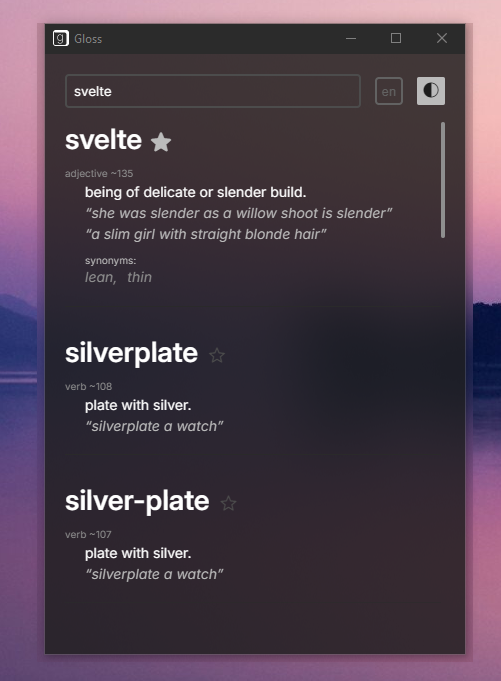 g Gloss
svelte
en
svelte
adjective ~135
being of delicate or slender build.
“she was slender as a willow shoot is slender”
“a slim girl with straight blonde hair”
synonyms:
lean, thin
silverplate
verb ~108
plate with silver.
“silverplate a watch”
silver-plate
verb ~107
plate with silver.
“silverplate a watch”